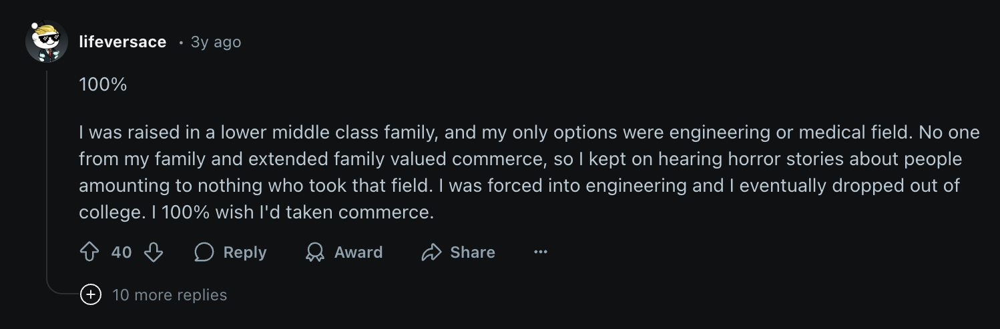 lifeversace • 3y ago
100%
I was raised in a lower middle class family, and my only options were engineering or medical field. No one
from my family and extended family valued commerce, so I kept on hearing horror stories about people
amounting to nothing who took that field. I was forced into engineering and I eventually dropped out of
college. I 100% wish I'd taken commerce.
40 Reply Award Share ...
10 more replies